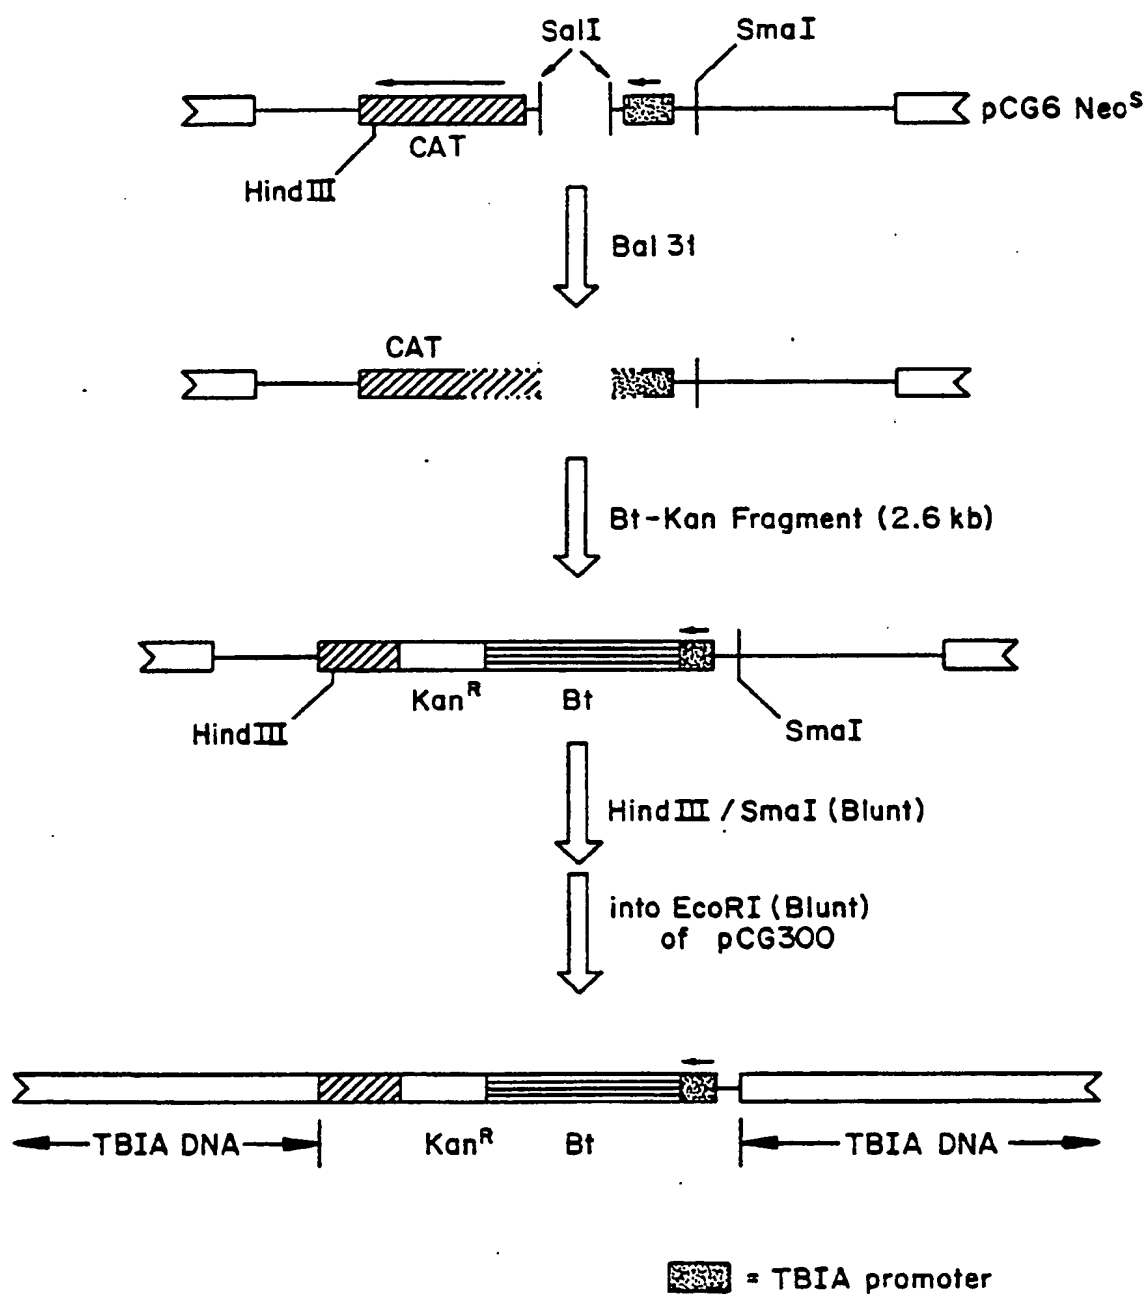 SalI
SmaI
pCG6 Neo^S
CAT
HindIII
Bal 31
CAT
Bt-Kan Fragment (2.6 kb)
Kan^R
Bt
HindIII
SmaI
HindIII / SmaI (Blunt)
into EcoRI (Blunt)
of pCG300
TBIA DNA
Kan^R
Bt
TBIA DNA
= TBIA promoter